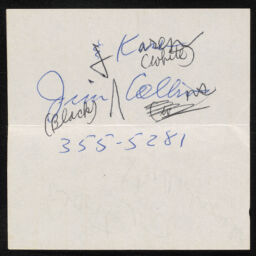 & Karen
(White)
Jim Collins
(Black)
355-5281